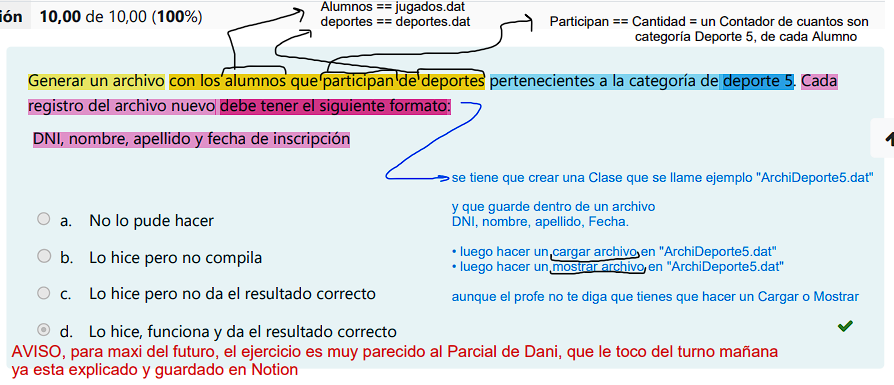 ión 10,00 de 10,00 (100%)
Alumnos == jugados.dat
deportes == deportes.dat
Participan == Cantidad = un Contador de cuantos son
categoría Deporte 5, de cada Alumno
Generar un archivo con los alumnos que participan de deportes pertenecientes a la categoría de deporte 5. Cada
registro del archivo nuevo debe tener el siguiente formato:
DNI, nombre, apellido y fecha de inscripción
se tiene que crear una Clase que se llame ejemplo "ArchiDeporte5.dat"
y que guarde dentro de un archivo
DNI, nombre, apellido, Fecha.
• luego hacer un cargar archivo en "ArchiDeporte5.dat"
• luego hacer un mostrar archivo en "ArchiDeporte5.dat"
aunque el profe no te diga que tienes que hacer un Cargar o Mostrar
a. No lo pude hacer
b. Lo hice pero no compila
c. Lo hice pero no da el resultado correcto
d. Lo hice, funciona y da el resultado correcto
AVISO, para maxi del futuro, el ejercicio es muy parecido al Parcial de Dani, que le toco del turno mañana
ya esta explicado y guardado en Notion